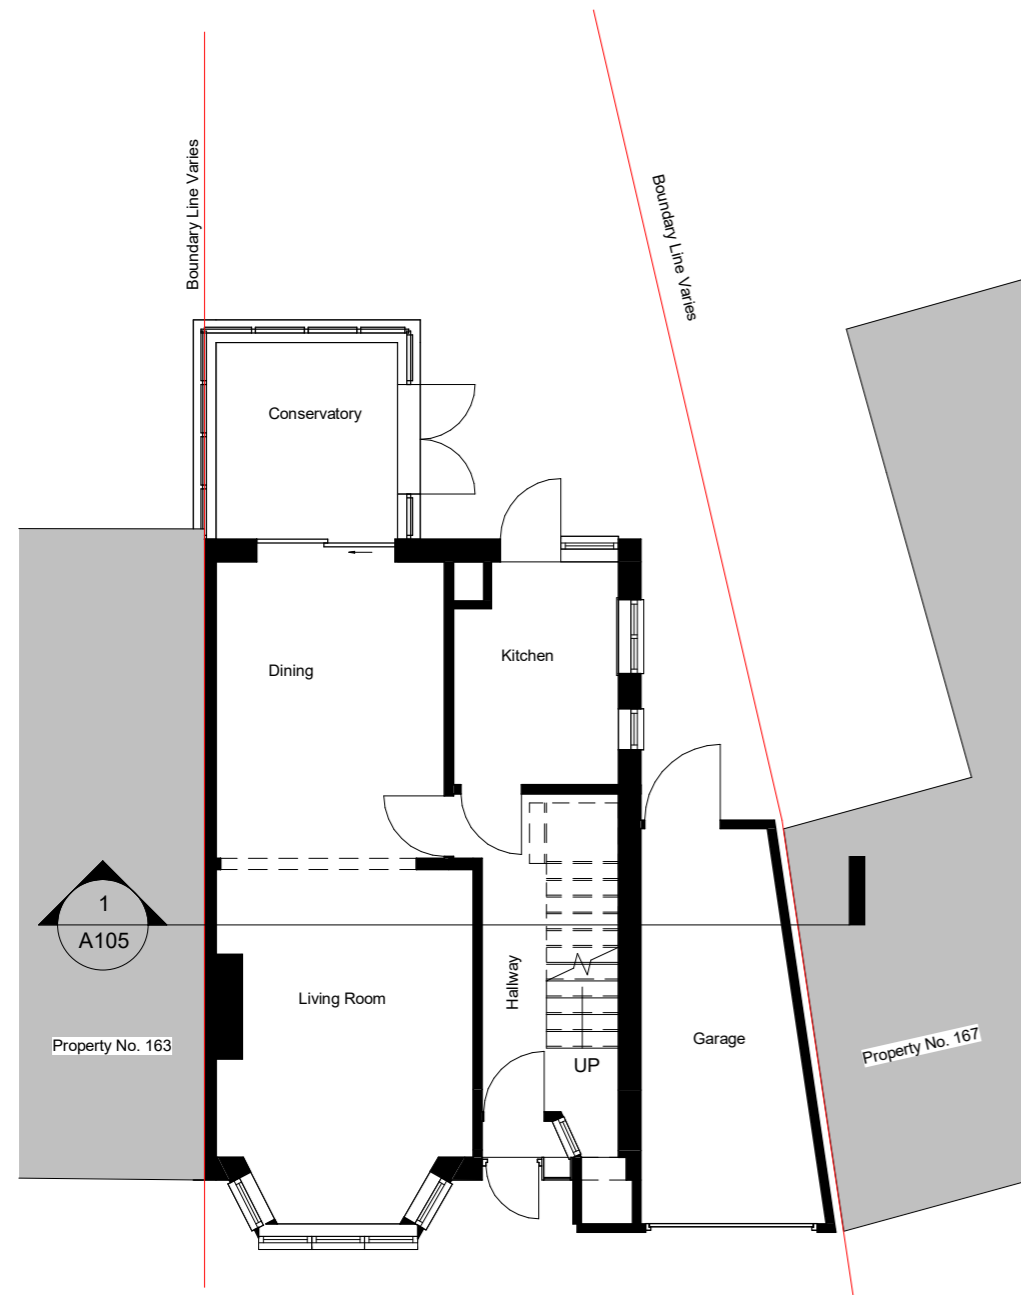 Boundary Line Varies
Boundary Line Varies
Conservatory
Kitchen
Dining
1
A105
Hallway
Living Room
Garage
Property No. 163
Property No. 167
UP